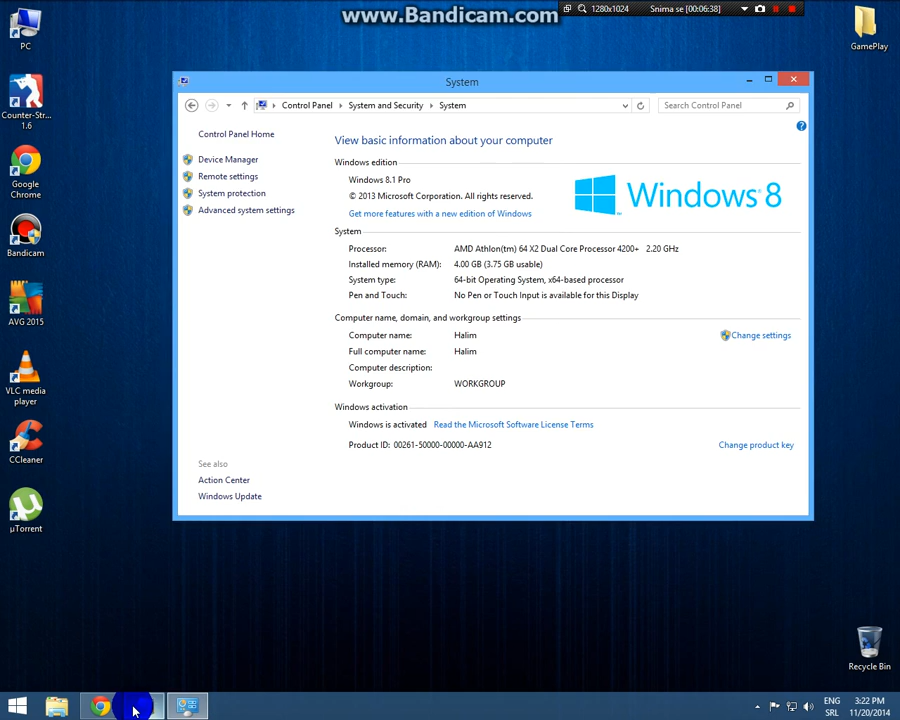 www.Bandicam.com
1280x1024
Snima se [00:06:38]
PC
Counter-Str...
1.6
Google
Chrome
Bandicam
AVG 2015
VLC media
player
CCleaner
µTorrent
GamePlay
Recycle Bin
System
Control Panel
System and Security
System
Search Control Panel
Control Panel Home
Device Manager
Remote settings
System protection
Advanced system settings
See also
Action Center
Windows Update
View basic information about your computer
Windows edition
Windows 8.1 Pro
© 2013 Microsoft Corporation. All rights reserved.
Get more features with a new edition of Windows
Windows 8
System
Processor: AMD Athlon(tm) 64 X2 Dual Core Processor 4200+ 2.20 GHz
Installed memory (RAM): 4.00 GB (3.75 GB usable)
System type: 64-bit Operating System, x64-based processor
Pen and Touch: No Pen or Touch Input is available for this Display
Computer name, domain, and workgroup settings
Computer name: Halim
Change settings
Full computer name: Halim
Computer description:
Workgroup: WORKGROUP
Windows activation
Windows is activated Read the Microsoft Software License Terms
Product ID: 00261-50000-00000-AA912
Change product key
ENG
SRL
3:22 PM
11/20/2014